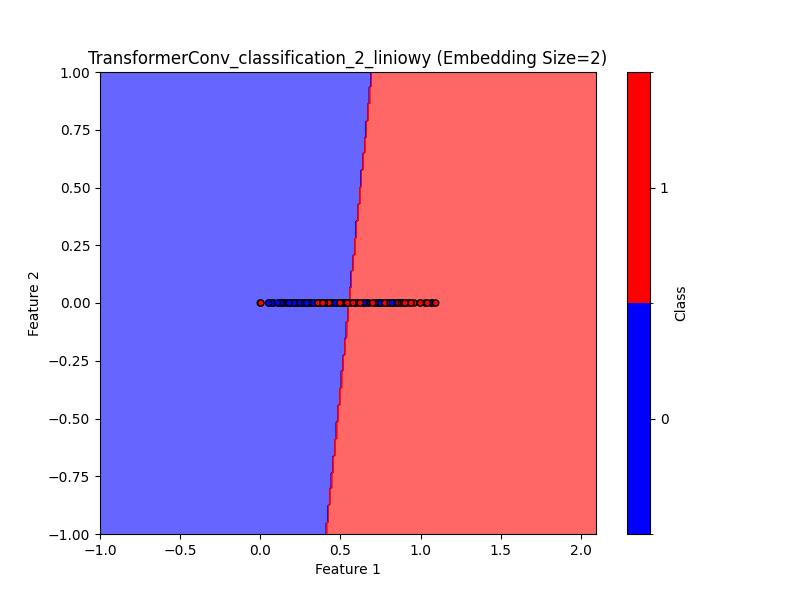 TransformerConv_classification_2_liniowy (Embedding Size=2)
1.00
0.75
0.50
0.25
0.00
−0.25
−0.50
−0.75
−1.00
Feature 2
−1.0 −0.5 0.0 0.5 1.0 1.5 2.0
Feature 1
1
0
Class